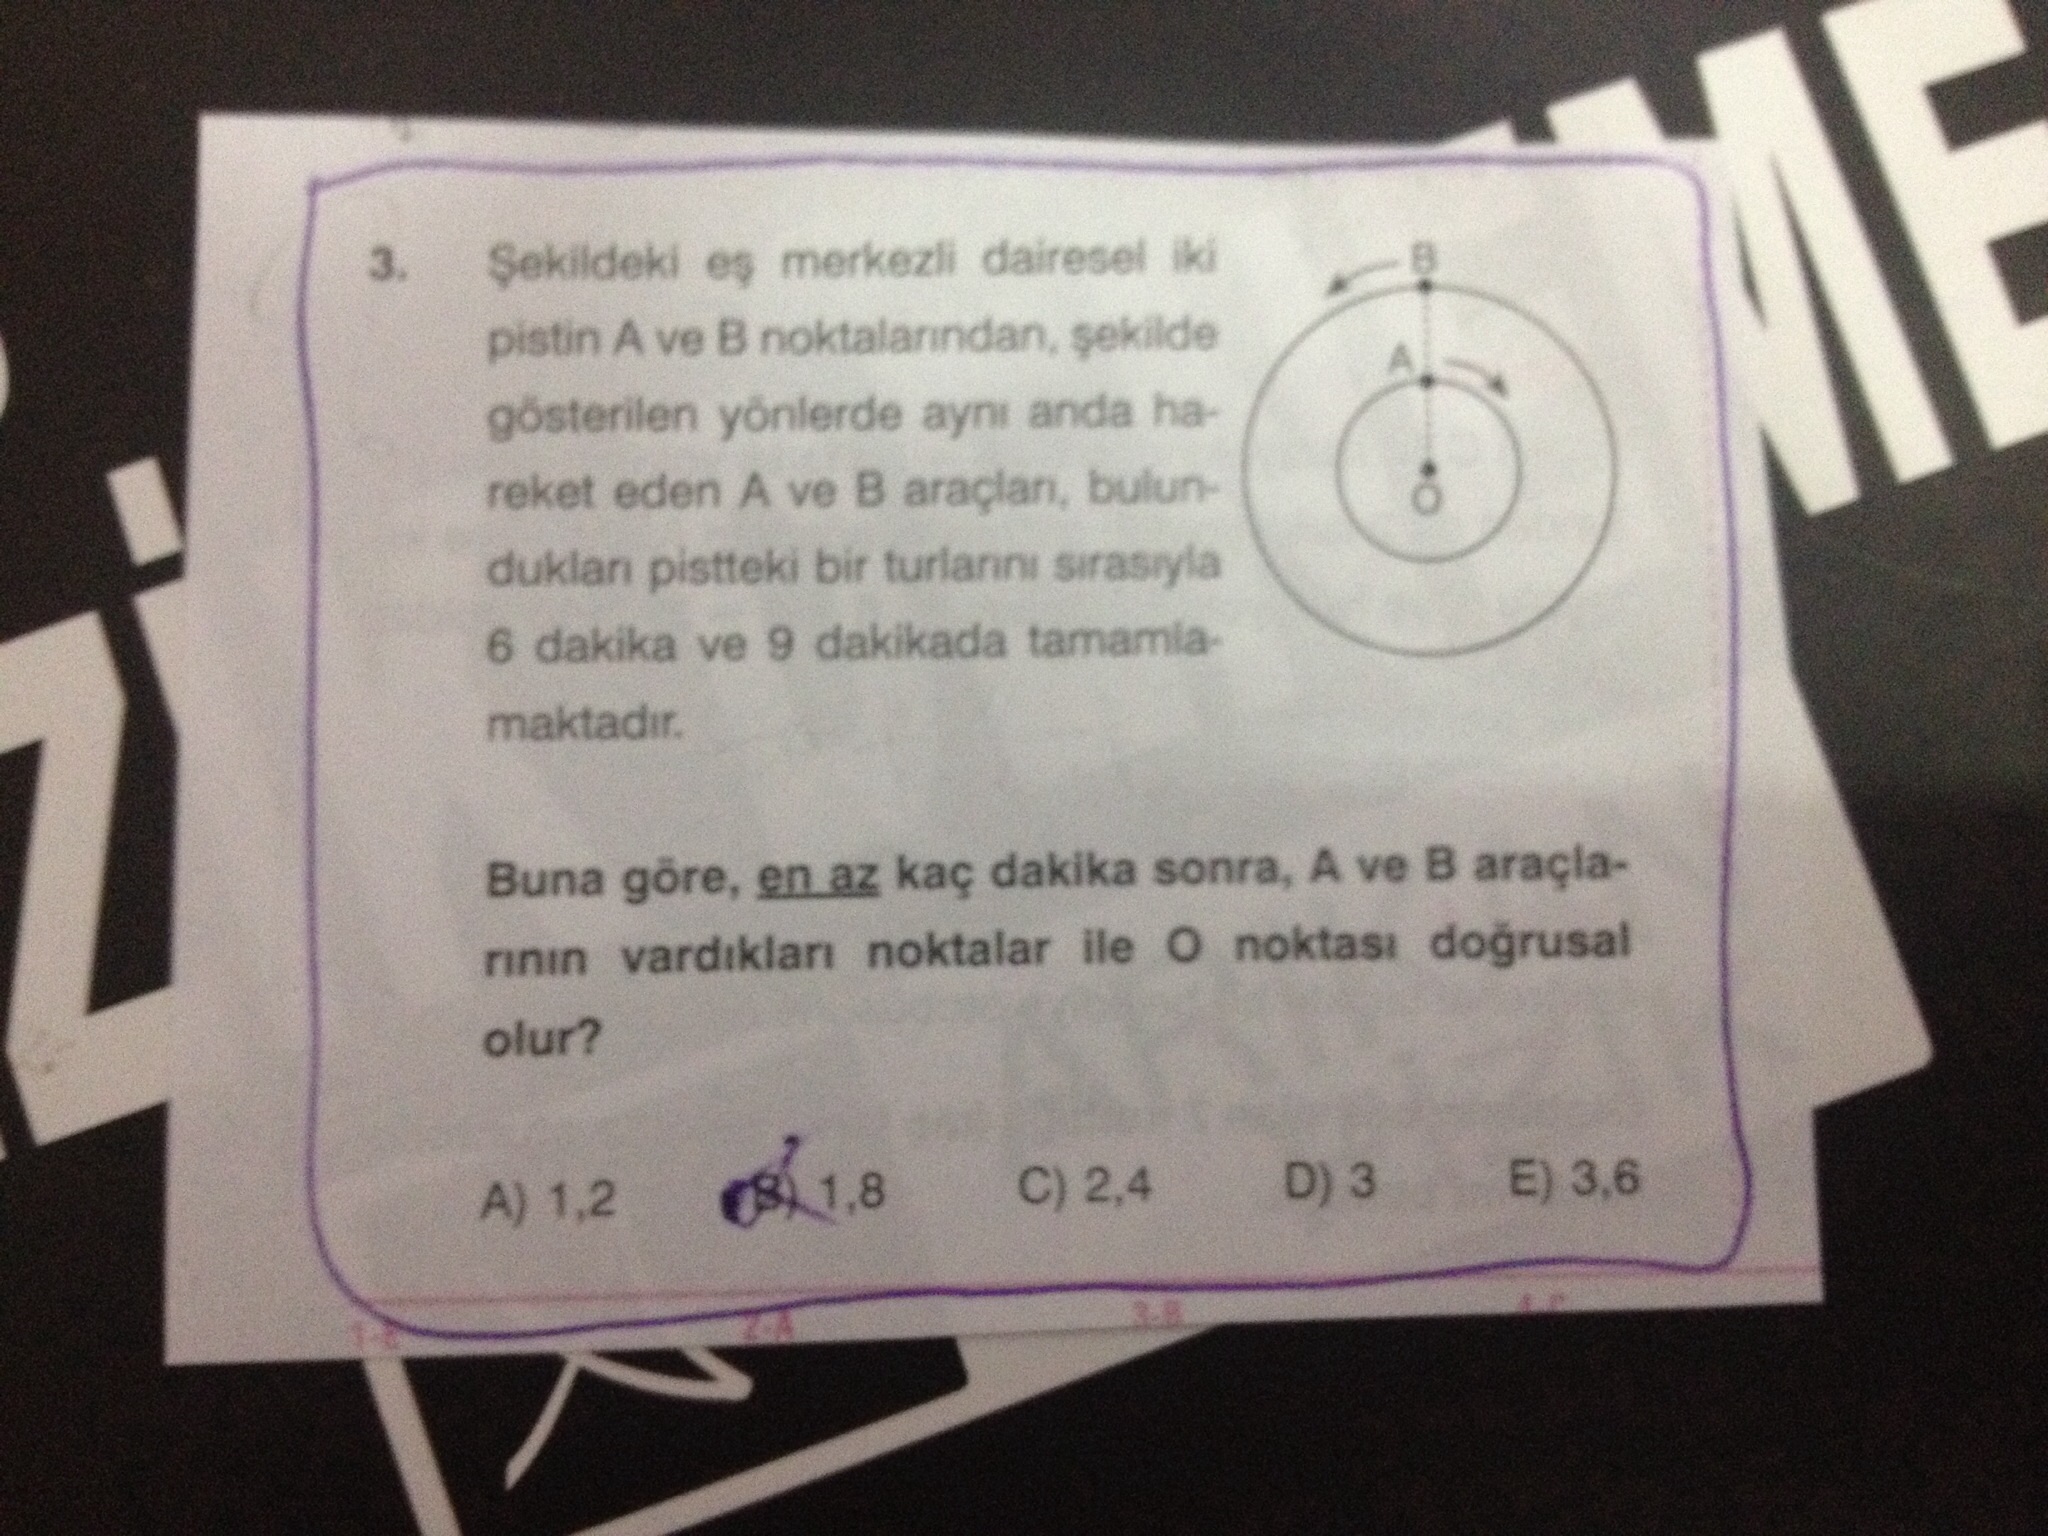 3. Şekildeki eş merkezli dairesel iki
pistin A ve B noktalarından, şekilde
gösterilen yönlerde aynı anda ha-
reket eden A ve B araçları, bulun-
dukları pistteki bir turlarını sırasıyla
6 dakika ve 9 dakikada tamamla-
maktadır.
B
A
O
Buna göre, en az kaç dakika sonra, A ve B araçla-
rının vardıkları noktalar ile O noktası doğrusal
olur?
A) 1,2 B) 1,8 C) 2,4 D) 3 E) 3,6
2-A 3-B